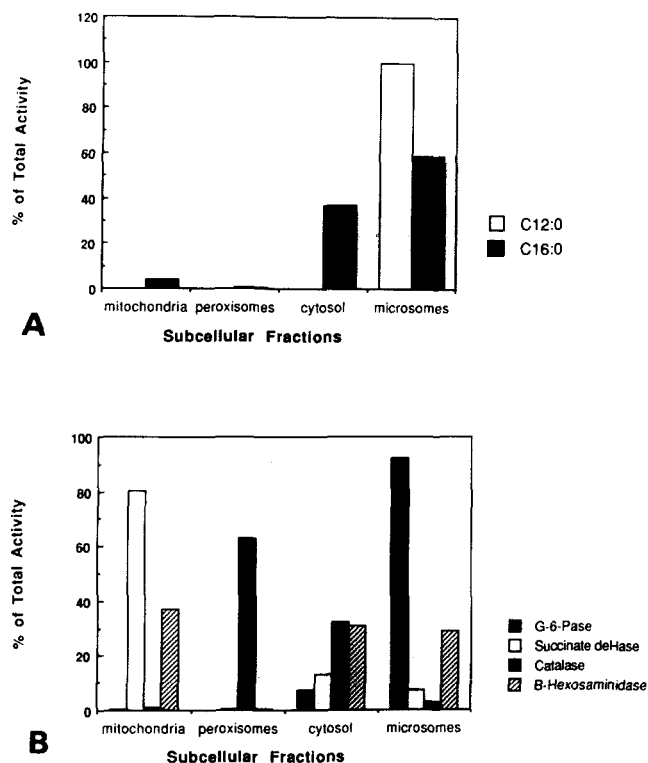 120
100
80
60
40
20
0
% of Total Activity
mitochondria peroxisomes cytosol microsomes
Subcellular Fractions
C12:0
C16:0
A
100
80
60
40
20
0
% of Total Activity
mitochondria peroxisomes cytosol microsomes
Subcellular Fractions
G-6-Pase
Succinate deHase
Catalase
B-Hexosaminidase
B